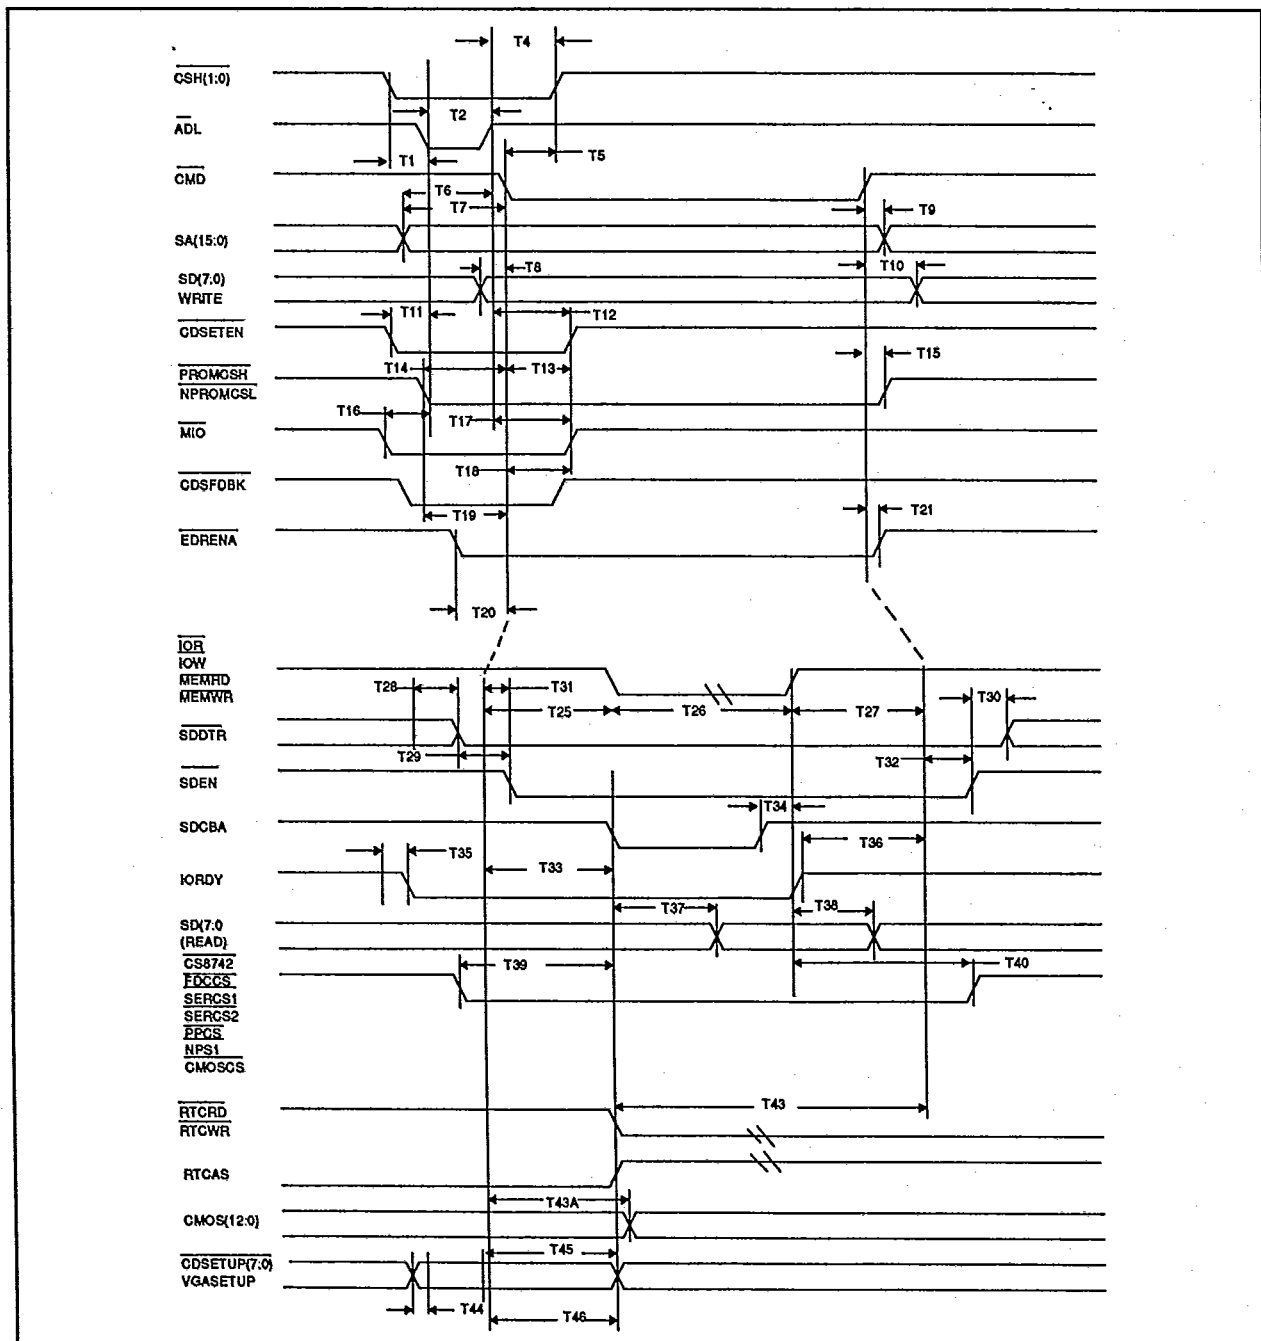 T4
CSH(1:0)
T2
ADL
T1
T5
CMD
T6
T7
T9
SA(15:0)
SD(7:0)
WRITE
T8
T10
T11
T12
CDSETEN
T14
T13
T15
PROMCSH
NPROMCSL
T16
T17
MIO
T18
CDSFDBK
T19
T21
EDRENA
T20
IOR
IOW
MEMRD
MEMWR
T28
T31
T25
T26
T27
T30
SDDTR
T29
T32
SDEN
T34
SDCBA
T36
T35
T33
IORDY
T37
T38
SD(7:0
(READ)
T39
T40
CS8742
FDCCS
SERCS1
SERCS2
PPCS
NPS1
CMOSCS
T43
RTCRD
RTCWR
RTCAS
T43A
CMOS(12:0)
T45
CDSETUP(7:0)
VGASETUP
T44
T46